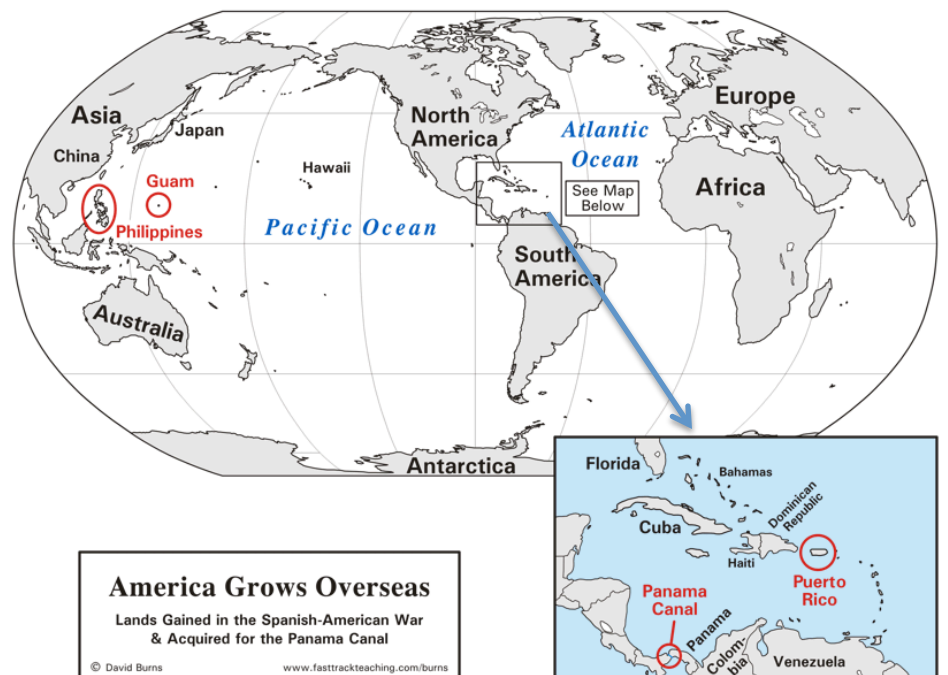 Asia
Japan
China
Guam
Philippines
Hawaii
Pacific Ocean
Australia
North
America
Atlantic
Ocean
See Map
Below
South
America
Europe
Africa
Antarctica
Florida
Bahamas
Cuba
Dominican
Republic
Haiti
Puerto
Rico
Panama
Canal
Panama
Colom-
bia
Venezuela
America Grows Overseas
Lands Gained in the Spanish-American War
& Acquired for the Panama Canal
© David Burns www.fasttrackteaching.com/burns